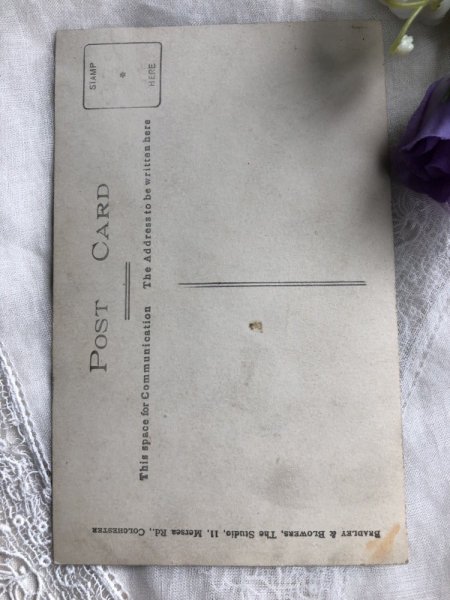 POST CARD
STAMP
*
HERE
This space for Communication The Address to be written here
BRADLEY & BLOWERS, The Studio, 11, Mersea Rd., COLCHESTER